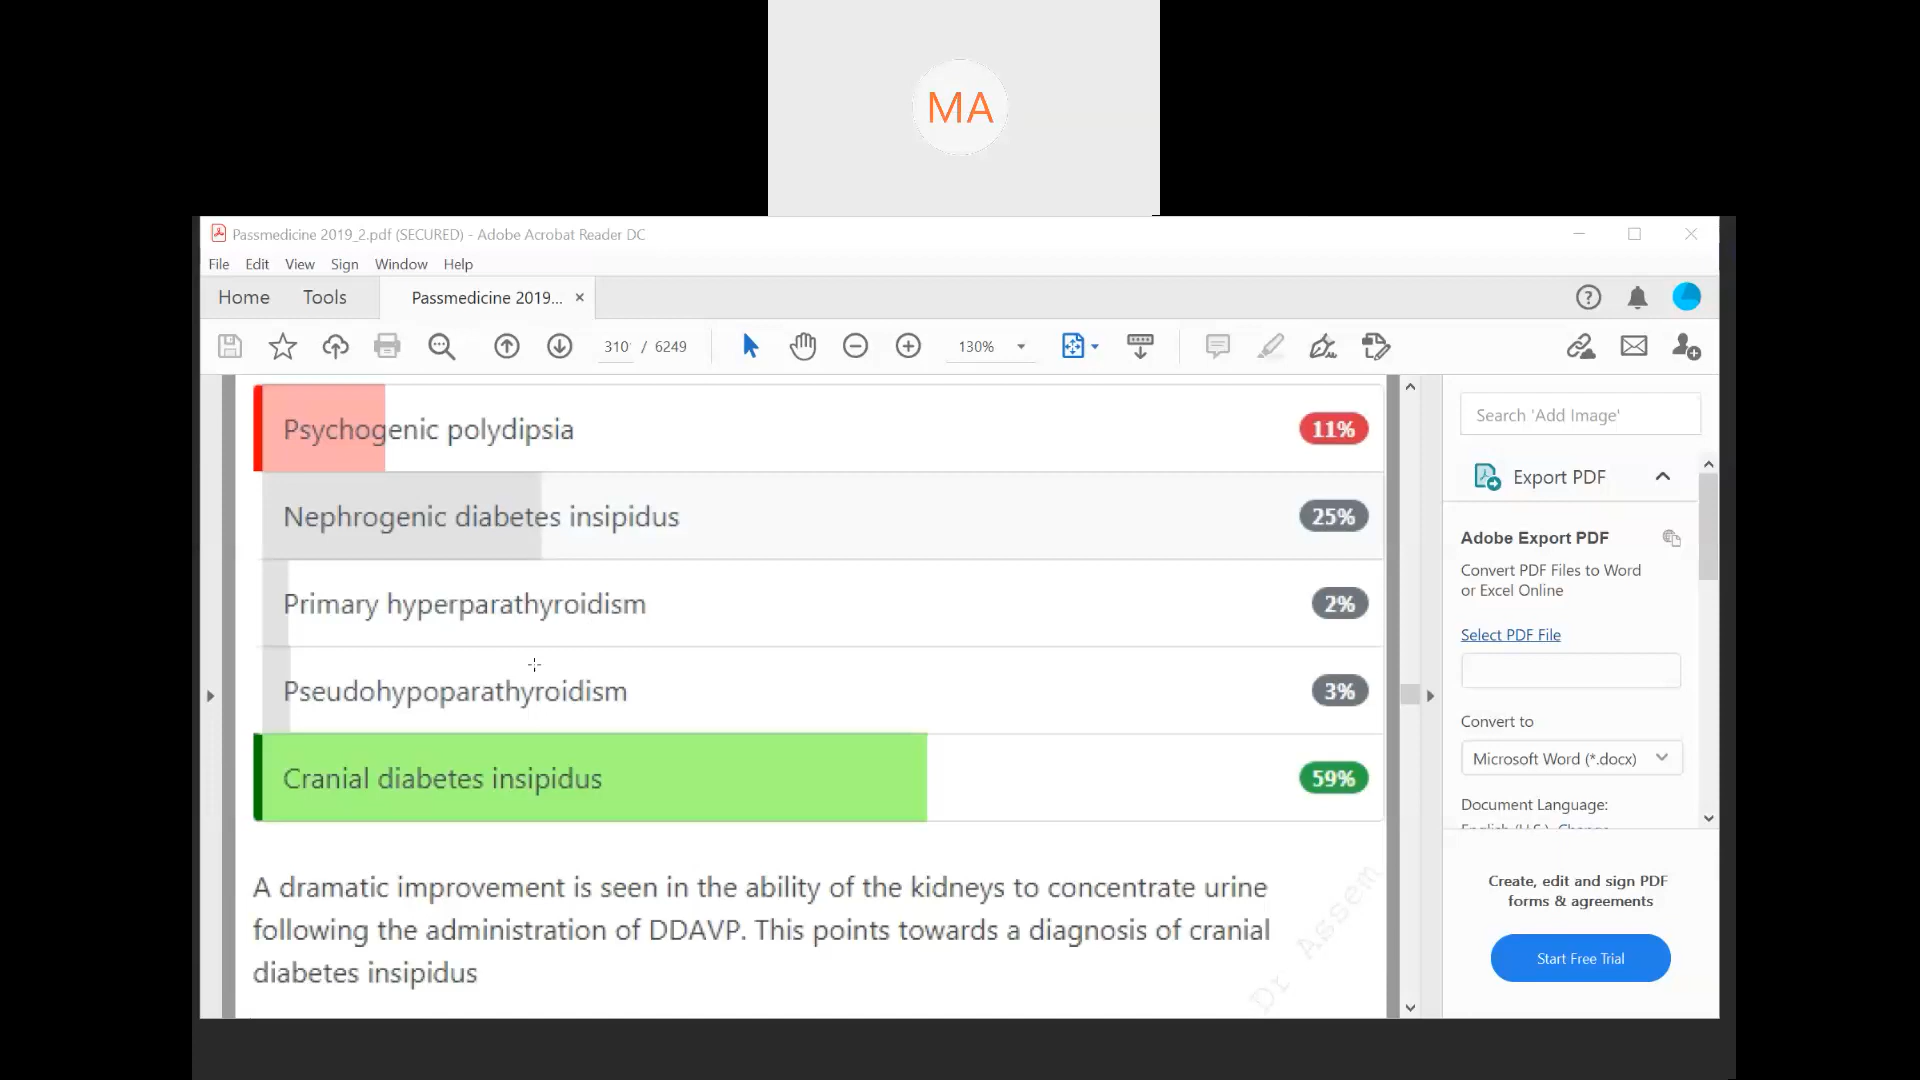 MA
Passmedicine 2019_2.pdf (SECURED) - Adobe Acrobat Reader DC
File Edit View Sign Window Help
Home Tools Passmedicine 2019... ×
310 / 6249 130%
Psychogenic polydipsia 11%
Nephrogenic diabetes insipidus 25%
Primary hyperparathyroidism 2%
Pseudohypoparathyroidism 3%
Cranial diabetes insipidus 59%
A dramatic improvement is seen in the ability of the kidneys to concentrate urine
following the administration of DDAVP. This points towards a diagnosis of cranial
diabetes insipidus
Dr Assem
Search 'Add Image'
Export PDF
Adobe Export PDF
Convert PDF Files to Word
or Excel Online
Select PDF File
Convert to
Microsoft Word (*.docx)
Document Language:
English (U.S.) Change
Create, edit and sign PDF
forms & agreements
Start Free Trial